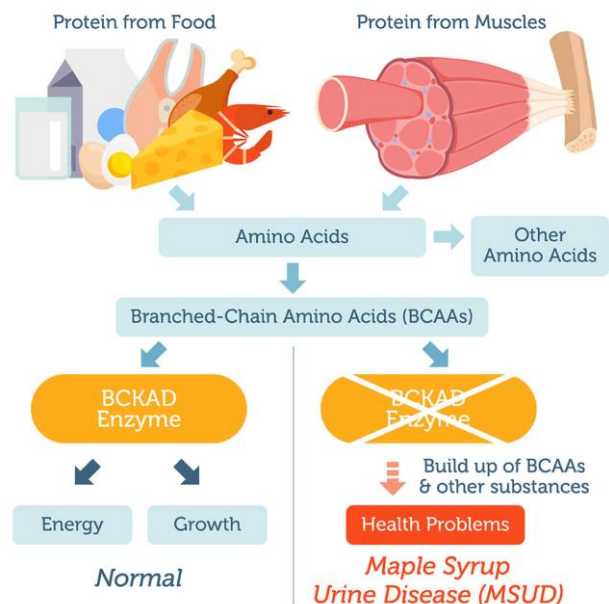 Protein from Food
Protein from Muscles
Amino Acids
Other
Amino Acids
Branched-Chain Amino Acids (BCAAs)
BCKAD
Enzyme
BCKAD
Enzyme
Build up of BCAAs
& other substances
Energy
Growth
Health Problems
Normal
Maple Syrup
Urine Disease (MSUD)